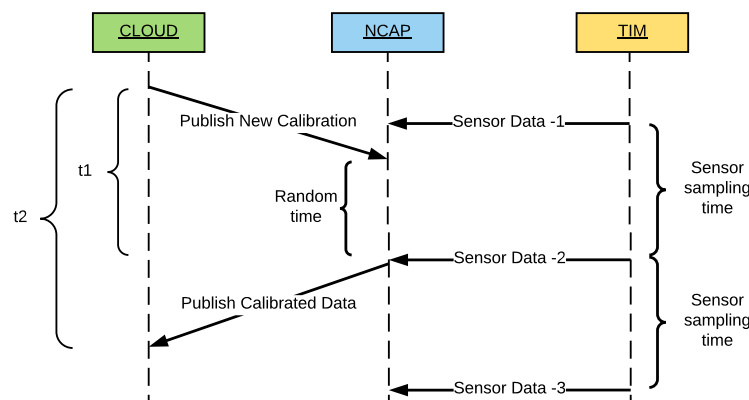 CLOUD
NCAP
TIM
Publish New Calibration
Sensor Data -1
t1
Sensor
sampling
time
Random
time
t2
Sensor Data -2
Publish Calibrated Data
Sensor
sampling
time
Sensor Data -3